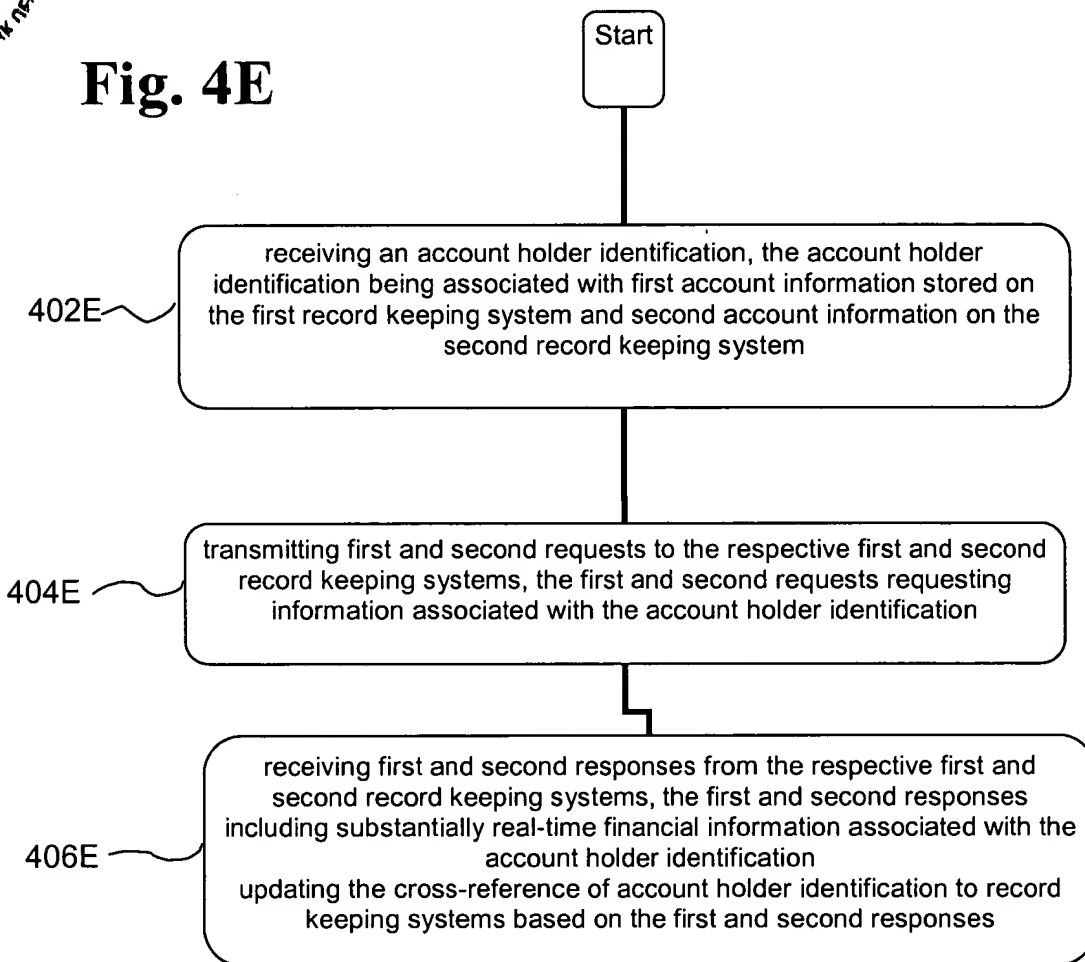 Fig. 4E
Start
receiving an account holder identification, the account holder
identification being associated with first account information stored on
the first record keeping system and second account information on the
second record keeping system
402E
transmitting first and second requests to the respective first and second
record keeping systems, the first and second requests requesting
information associated with the account holder identification
404E
receiving first and second responses from the respective first and
second record keeping systems, the first and second responses
including substantially real-time financial information associated with the
account holder identification
updating the cross-reference of account holder identification to record
keeping systems based on the first and second responses
406E